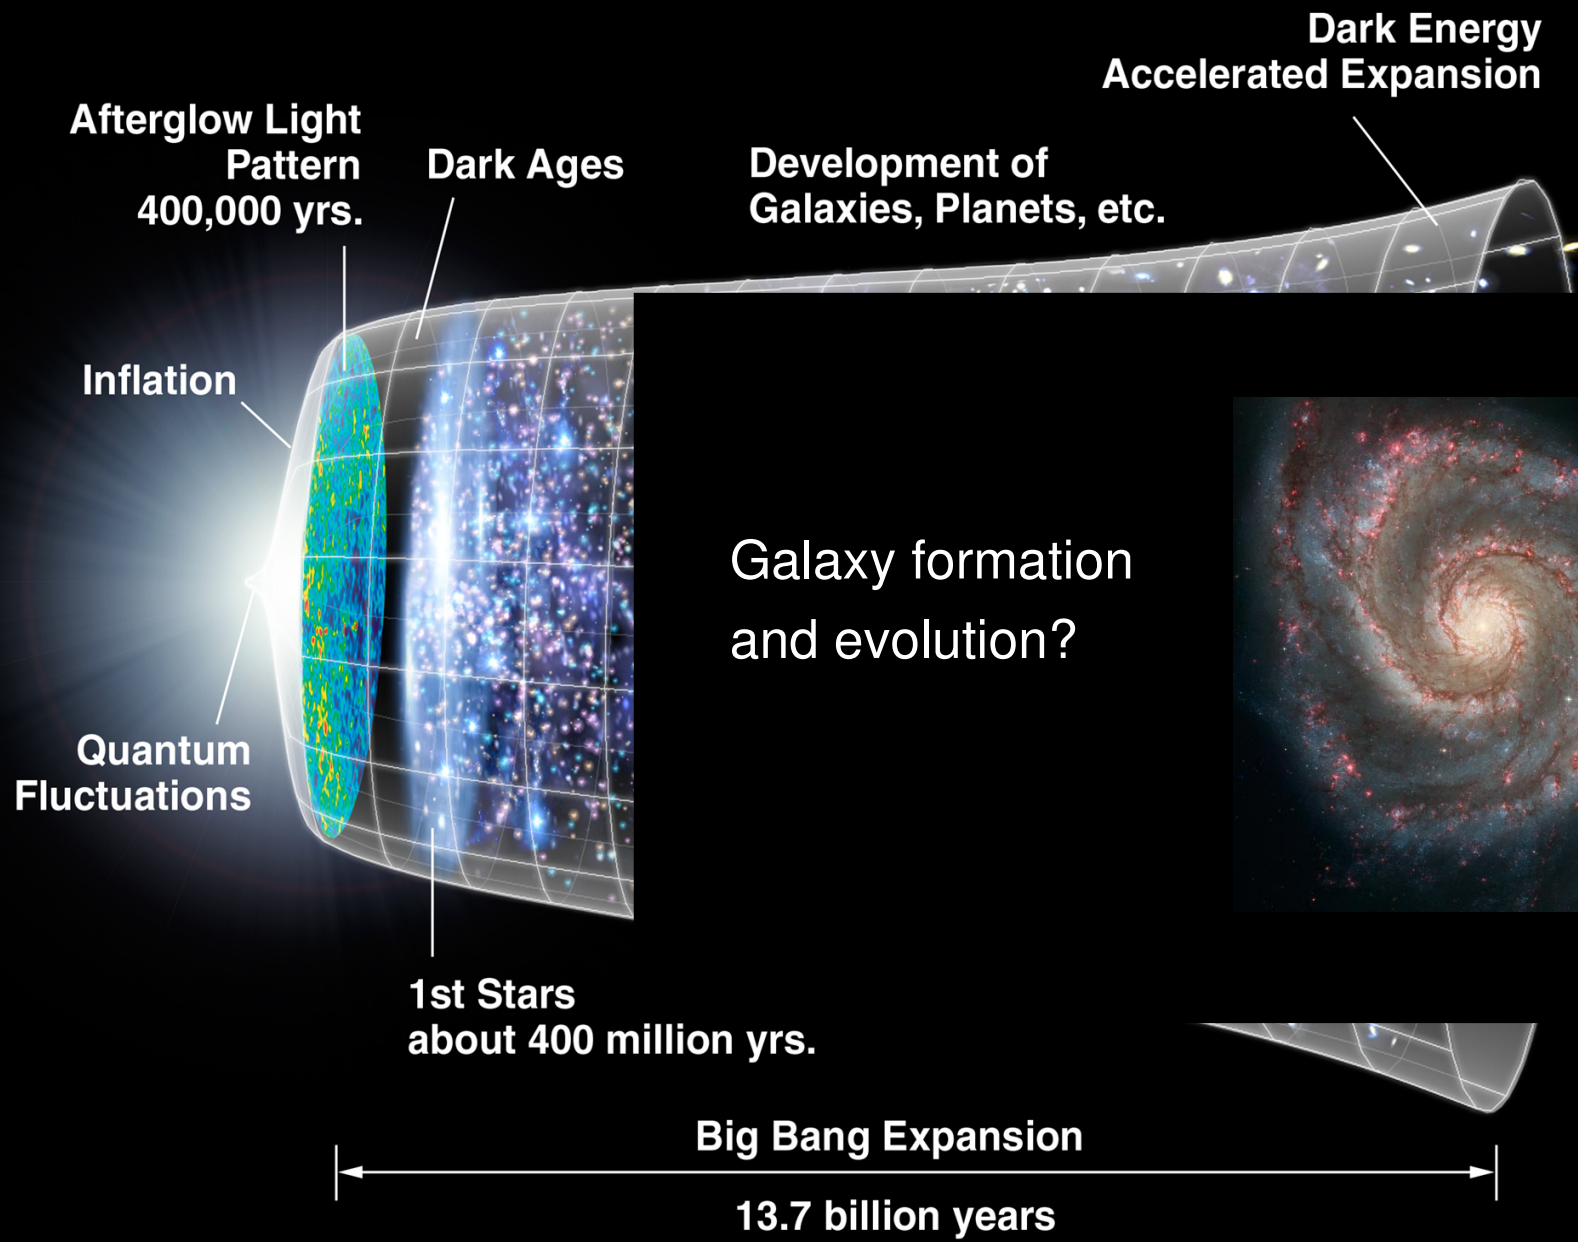 Dark Energy
Accelerated Expansion
Afterglow Light
Pattern
400,000 yrs.
Dark Ages
Development of
Galaxies, Planets, etc.
Inflation
Galaxy formation
and evolution?
Quantum
Fluctuations
1st Stars
about 400 million yrs.
Big Bang Expansion
13.7 billion years